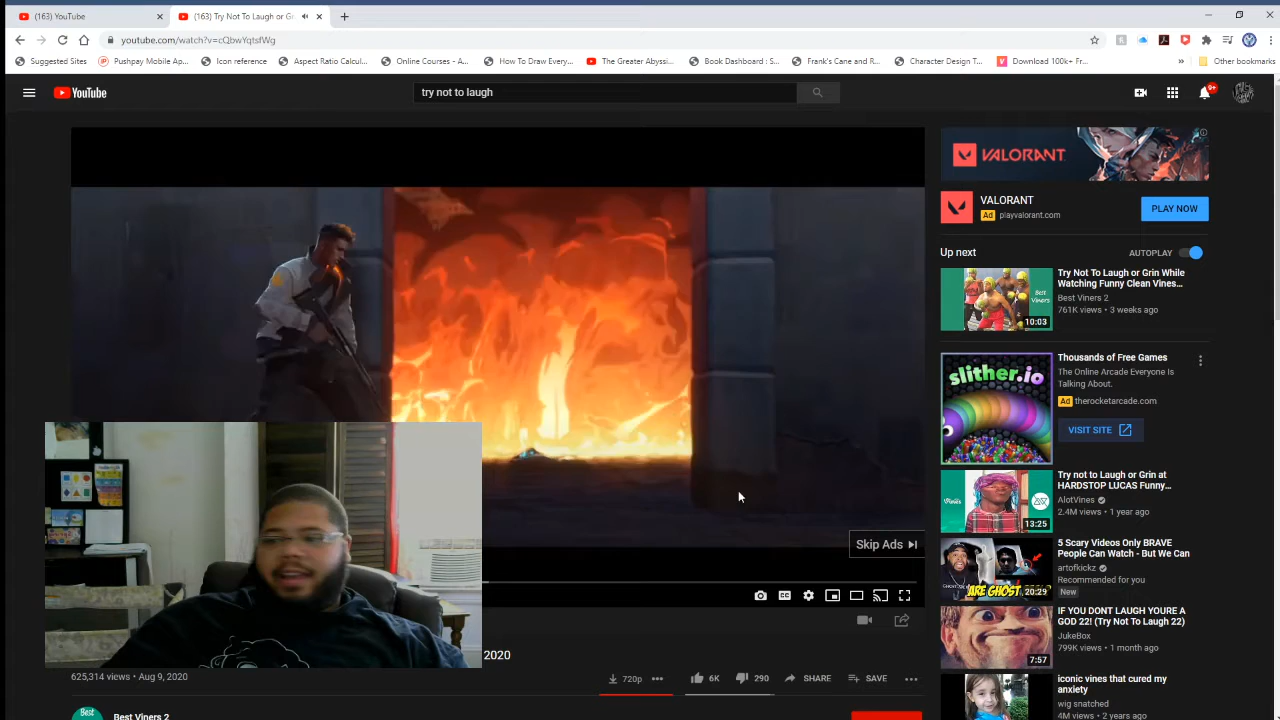 (163) YouTube
(163) Try Not To Laugh or Gr
youtube.com/watch?v=cQbwYqtsfWg
Suggested Sites
Pushpay Mobile Ap...
Icon reference
Aspect Ratio Calcul...
Online Courses - A...
How To Draw Every...
The Greater Abyssi...
Book Dashboard : S...
Frank's Cane and R...
Character Design T...
Download 100k+ Fr...
»
Other bookmarks
YouTube
try not to laugh
9+
VALORANT
VALORANT
Ad playvalorant.com
PLAY NOW
Up next
AUTOPLAY
Try Not To Laugh or Grin While
Watching Funny Clean Vines...
Best Viners 2
761K views • 3 weeks ago
Best
Viners
2
10:03
slither.io
Thousands of Free Games
The Online Arcade Everyone Is
Talking About.
Ad therocketarcade.com
VISIT SITE
Try not to Laugh or Grin at
HARDSTOP LUCAS Funny...
AlotVines
2.4M views • 1 year ago
Vines
13:25
5 Scary Videos Only BRAVE
People Can Watch - But We Can
artofkickz
Recommended for you
New
ARE GHOST
20:29
IF YOU DONT LAUGH YOURE A
GOD 22! (Try Not To Laugh 22)
JukeBox
799K views • 1 month ago
7:57
iconic vines that cured my
anxiety
wig snatched
4M views • 2 years ago
Skip Ads
CC
2020
625,314 views • Aug 9, 2020
720p
6K
290
SHARE
SAVE
Best
Best Viners 2